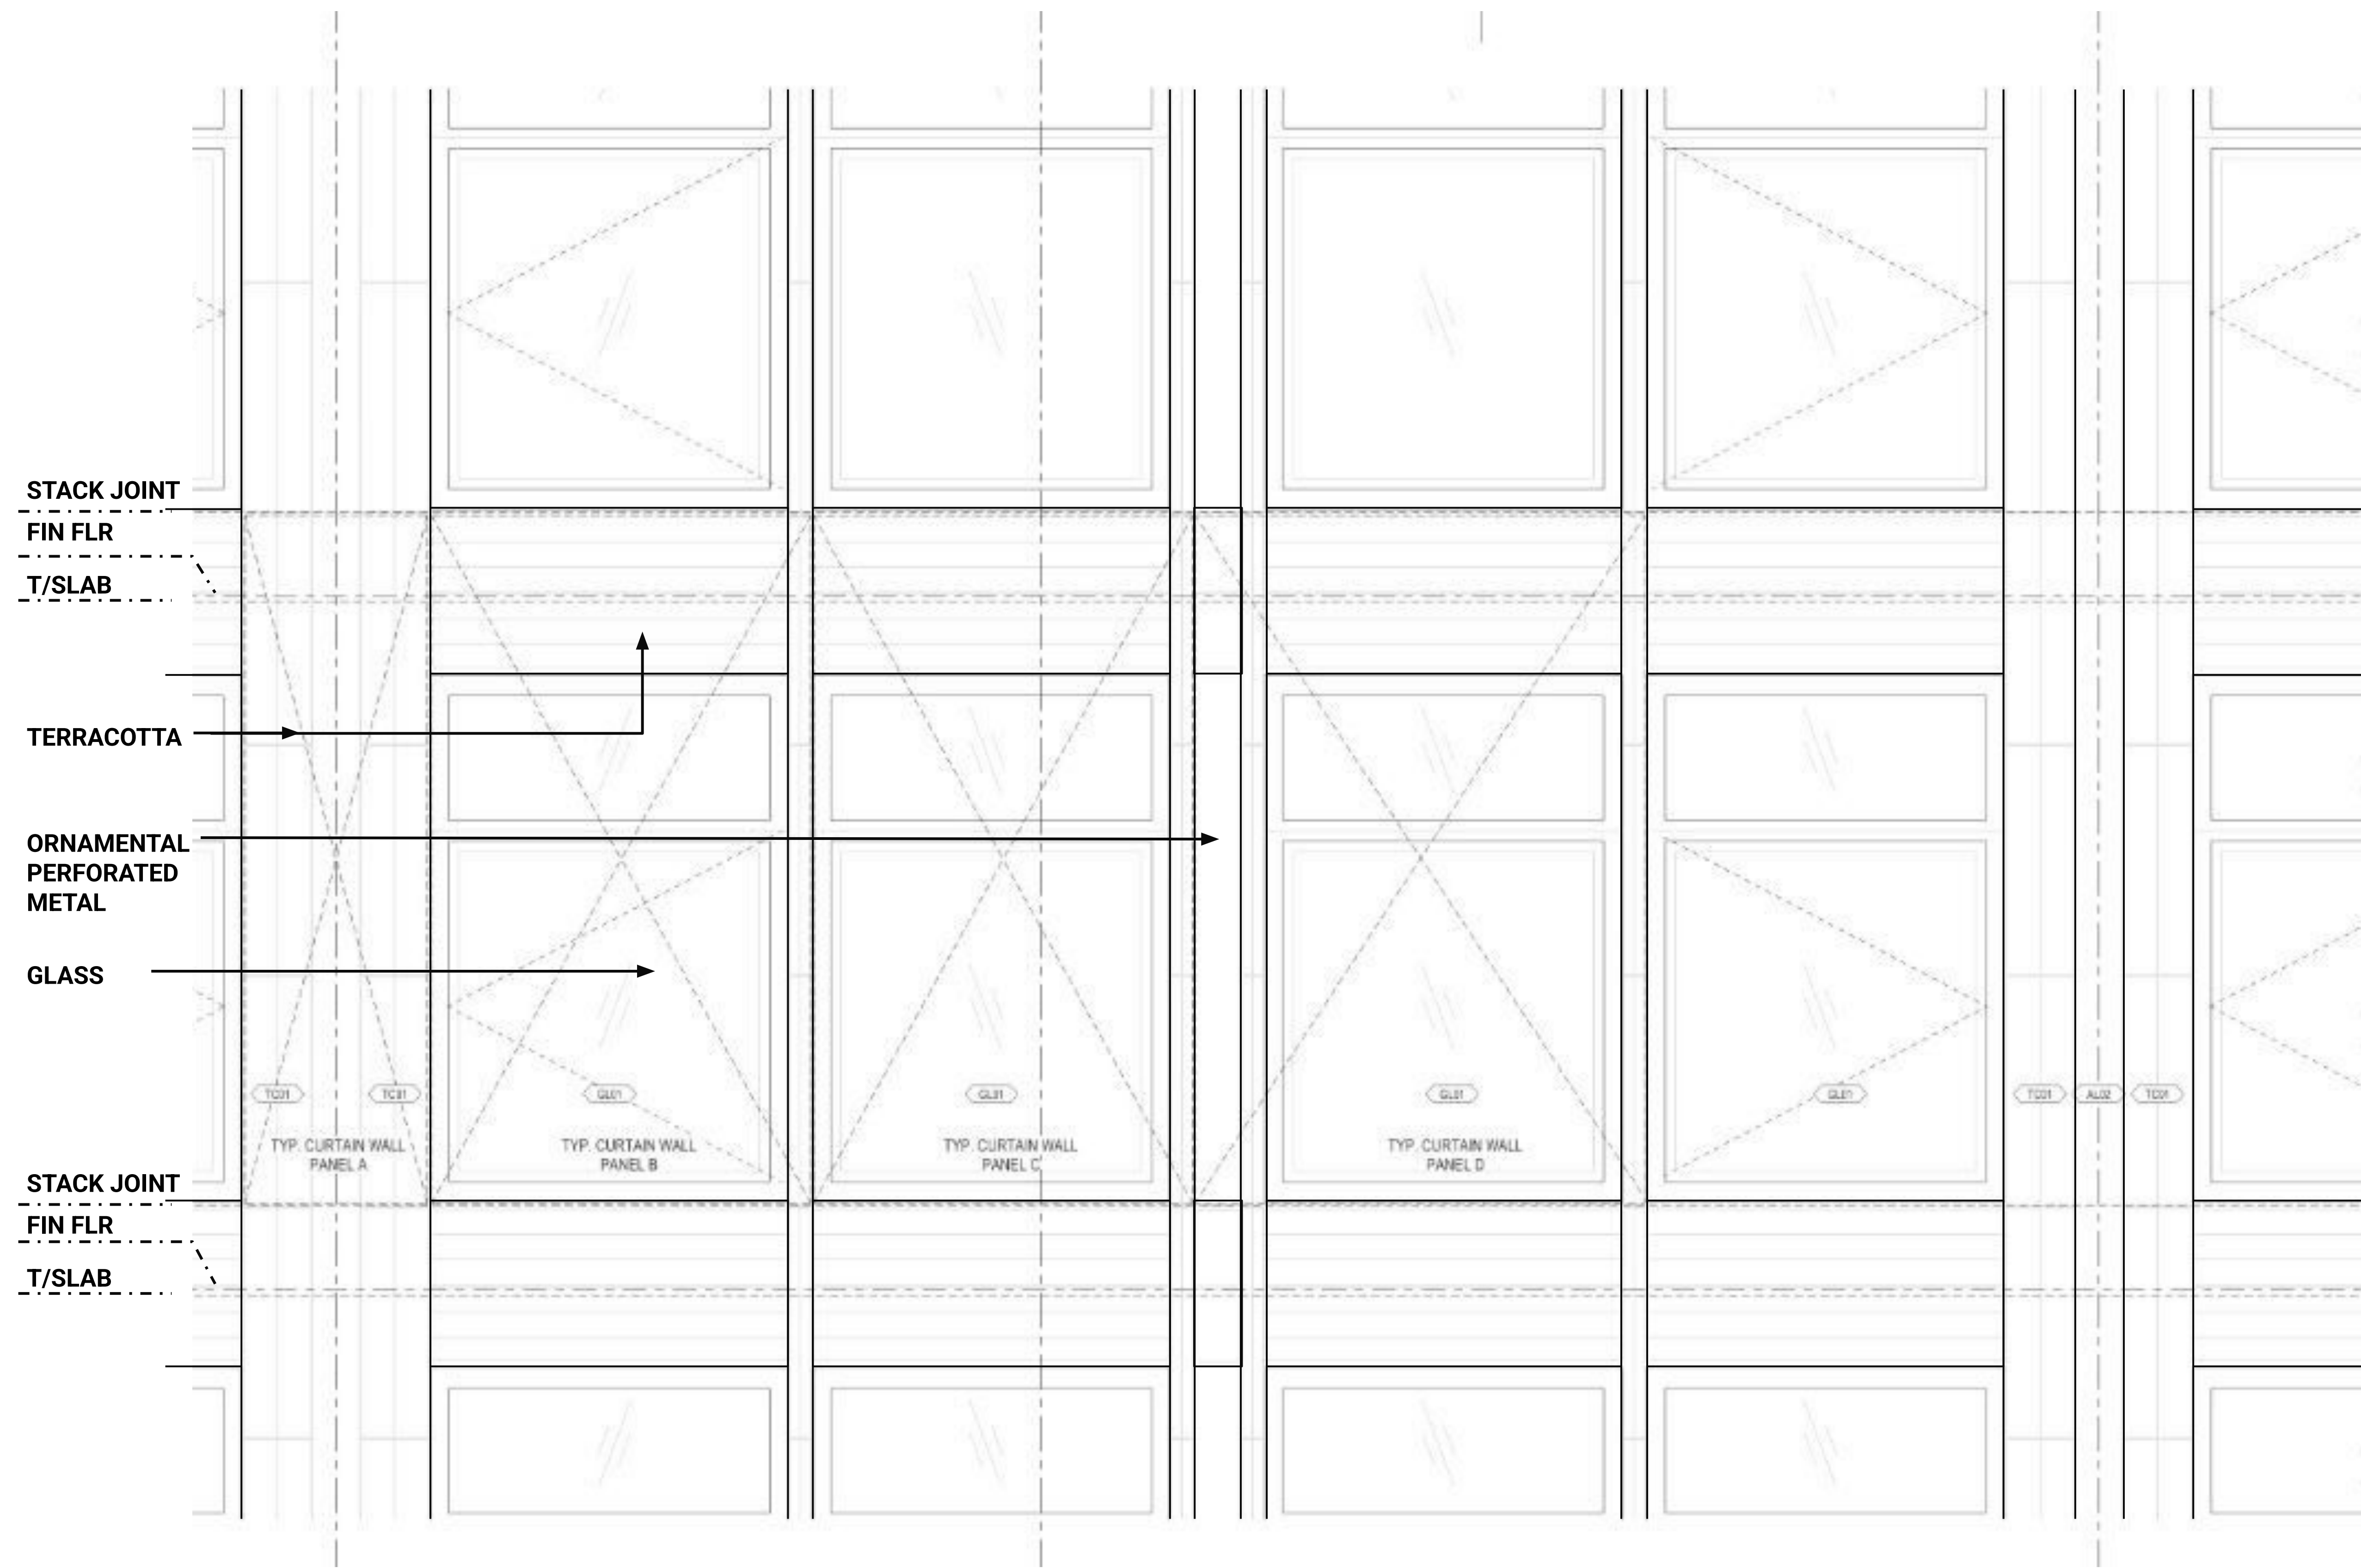 STACK JOINT
FIN FLR
T/SLAB
TERRACOTTA
ORNAMENTAL
PERFORATED
METAL
GLASS
TC01
TC01
GL01
GL01
GL01
GL01
TC01
AL02
TC01
TYP. CURTAIN WALL
PANEL A
TYP. CURTAIN WALL
PANEL B
TYP. CURTAIN WALL
PANEL C
TYP. CURTAIN WALL
PANEL D
STACK JOINT
FIN FLR
T/SLAB